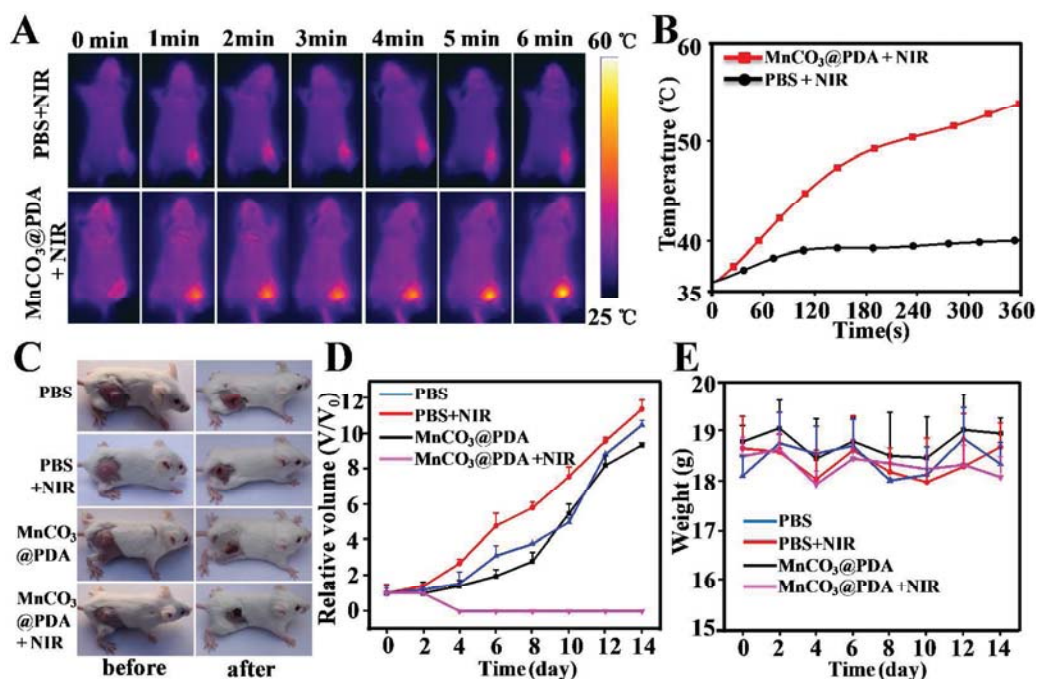 A
0 min 1min 2min 3min 4min 5 min 6 min
60 ℃
PBS+NIR
MnCO₃@PDA
+NIR
25 ℃
B
60
50
40
35
Temperature (℃)
MnCO₃@PDA+NIR
PBS+NIR
0 60 120 180 240 300 360
Time(s)
C
PBS
PBS
+NIR
MnCO₃
@PDA
MnCO₃
@PDA
+NIR
before after
D
12
10
8
6
4
2
0
Relative volume (V/V₀)
PBS
PBS+NIR
MnCO₃@PDA
MnCO₃@PDA +NIR
0 2 4 6 8 10 12 14
Time (day)
E
20
19
18
17
16
15
Weight (g)
PBS
PBS+NIR
MnCO₃@PDA
MnCO₃@PDA +NIR
0 2 4 6 8 10 12 14
Time (day)